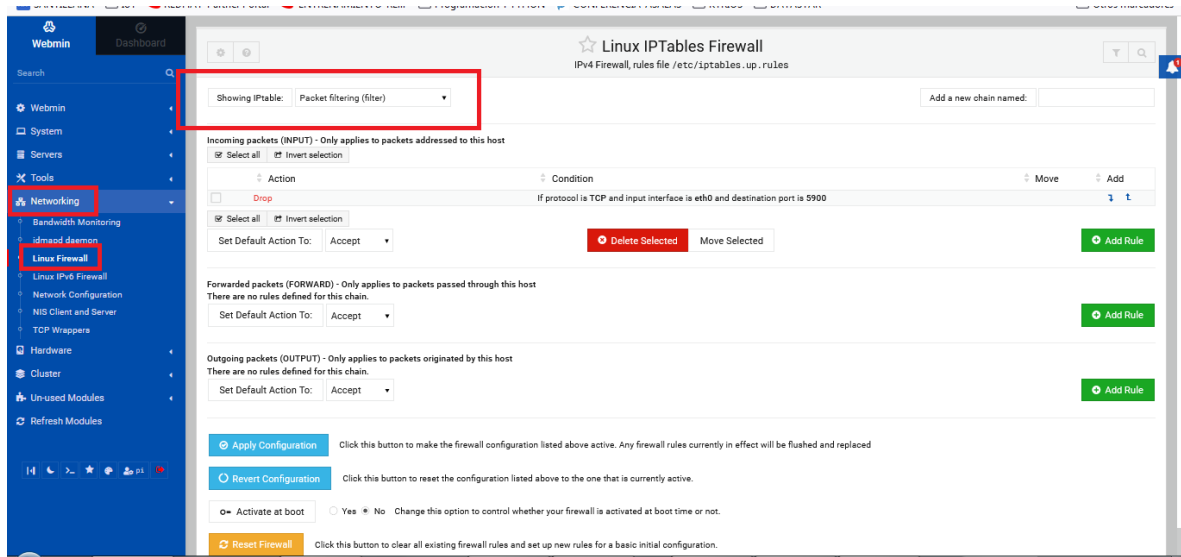 Webmin
Dashboard
Search
Webmin
System
Servers
Tools
Networking
Bandwidth Monitoring
idmapd daemon
Linux Firewall
Linux IPv6 Firewall
Network Configuration
NIS Client and Server
TCP Wrappers
Hardware
Cluster
Un-used Modules
Refresh Modules
pi
Linux IPTables Firewall
IPv4 Firewall, rules file /etc/iptables.up.rules
1
Showing IPtable: Packet filtering (filter)
Add a new chain named:
Incoming packets (INPUT) - Only applies to packets addressed to this host
Select all Invert selection
Action Condition Move Add
Drop If protocol is TCP and input interface is eth0 and destination port is 5900
Select all Invert selection
Set Default Action To: Accept Delete Selected Move Selected Add Rule
Forwarded packets (FORWARD) - Only applies to packets passed through this host
There are no rules defined for this chain.
Set Default Action To: Accept Add Rule
Outgoing packets (OUTPUT) - Only applies to packets originated by this host
There are no rules defined for this chain.
Set Default Action To: Accept Add Rule
Apply Configuration Click this button to make the firewall configuration listed above active. Any firewall rules currently in effect will be flushed and replaced
Revert Configuration Click this button to reset the configuration listed above to the one that is currently active.
Activate at boot Yes No Change this option to control whether your firewall is activated at boot time or not.
Reset Firewall Click this button to clear all existing firewall rules and set up new rules for a basic initial configuration.